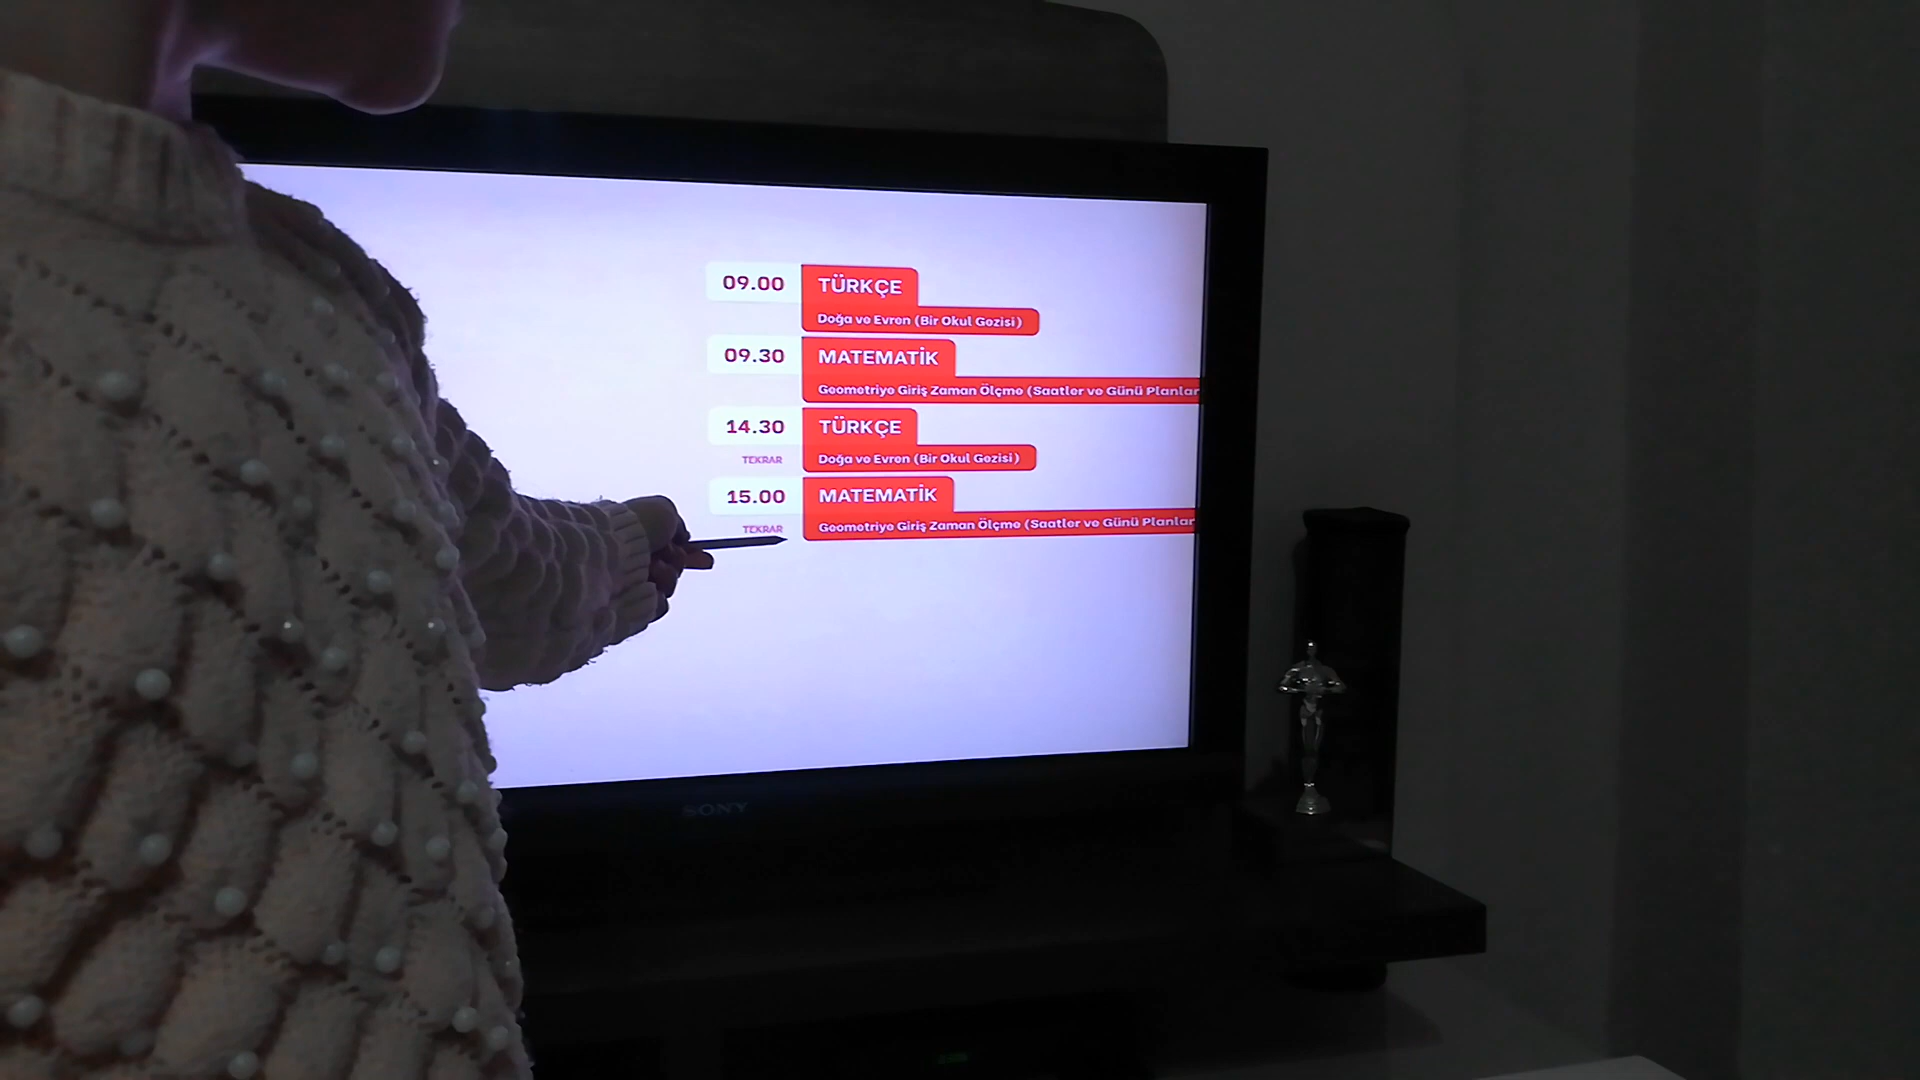 09.00 TÜRKÇE
Doğa ve Evren (Bir Okul Gezisi)
09.30 MATEMATİK
Geometriye Giriş Zaman Ölçme (Saatler ve Günü Planlar
14.30 TÜRKÇE
TEKRAR Doğa ve Evren (Bir Okul Gezisi)
15.00 MATEMATİK
TEKRAR Geometriye Giriş Zaman Ölçme (Saatler ve Günü Planlar
SONY